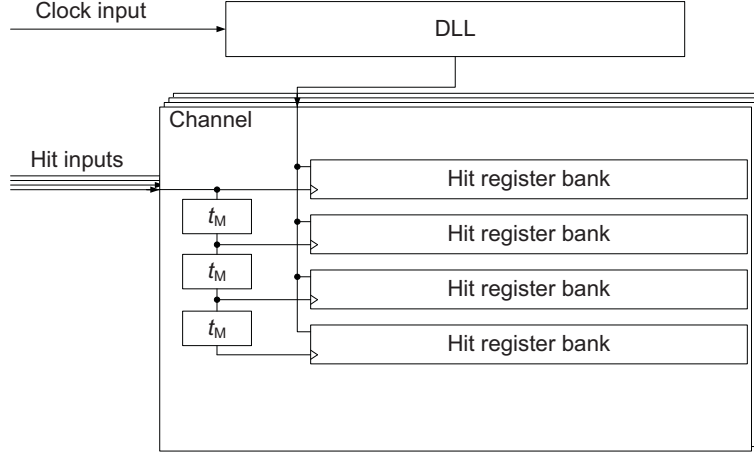 Clock input
DLL
Channel
Hit inputs
Hit register bank
tM
Hit register bank
tM
Hit register bank
tM
Hit register bank